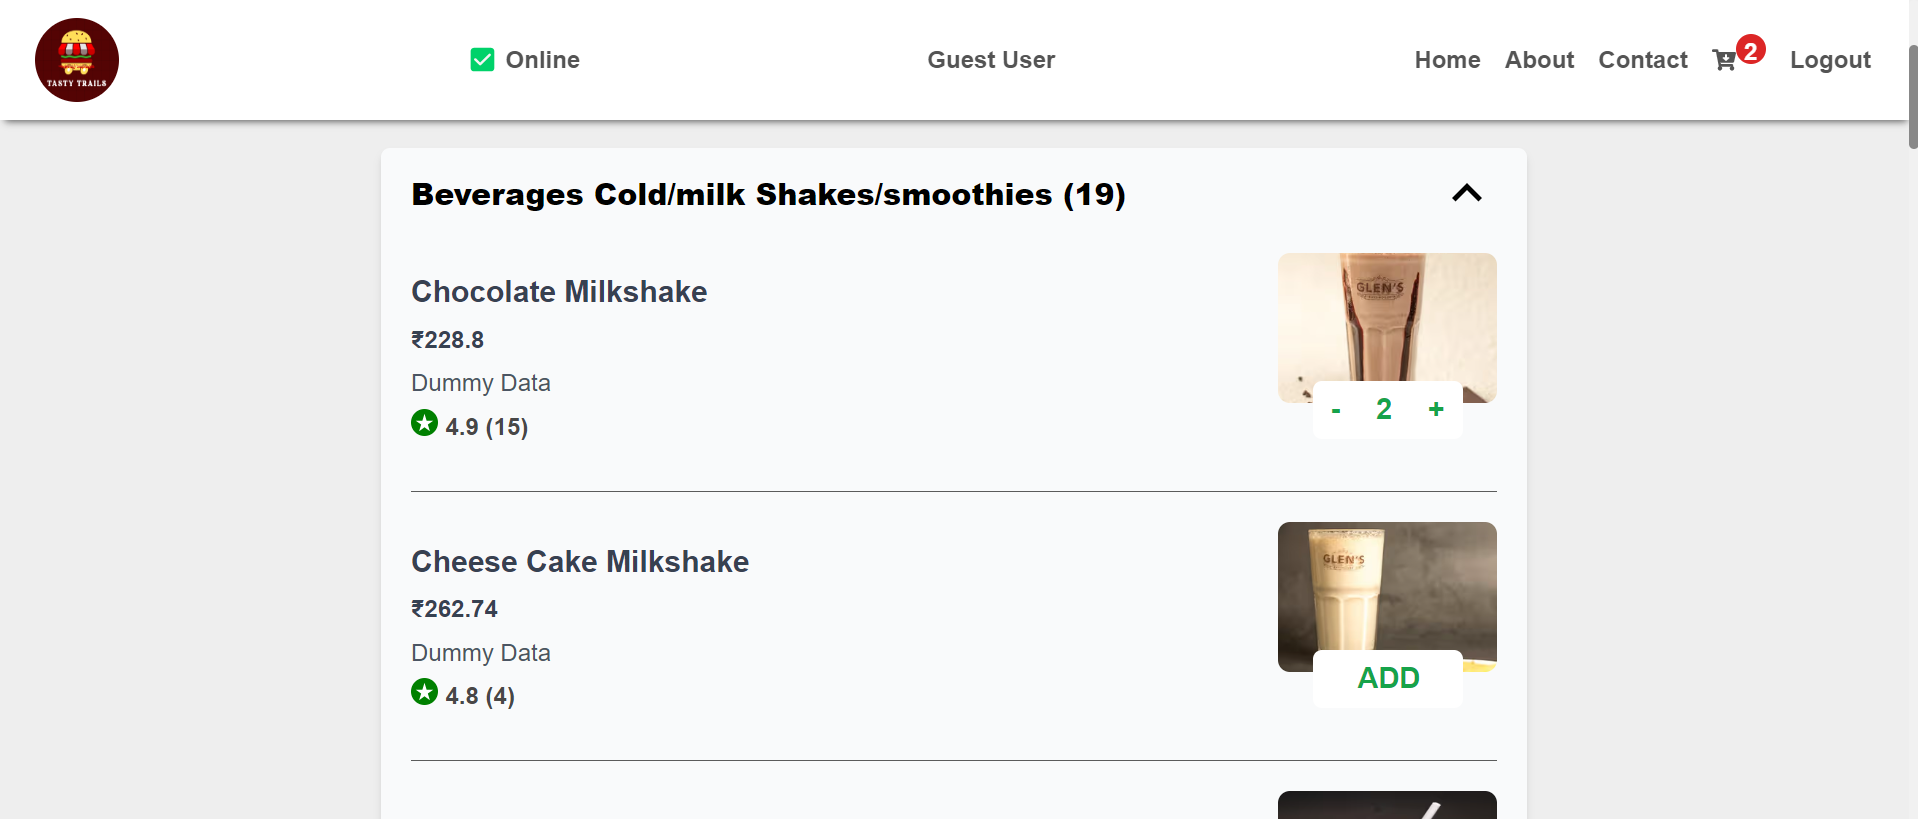 TASTY TRAILS
Online
Guest User
Home About Contact 2 Logout
Beverages Cold/milk Shakes/smoothies (19)
Chocolate Milkshake
₹228.8
Dummy Data
4.9 (15)
GLEN'S
- 2 +
Cheese Cake Milkshake
₹262.74
Dummy Data
4.8 (4)
GLEN'S
ADD